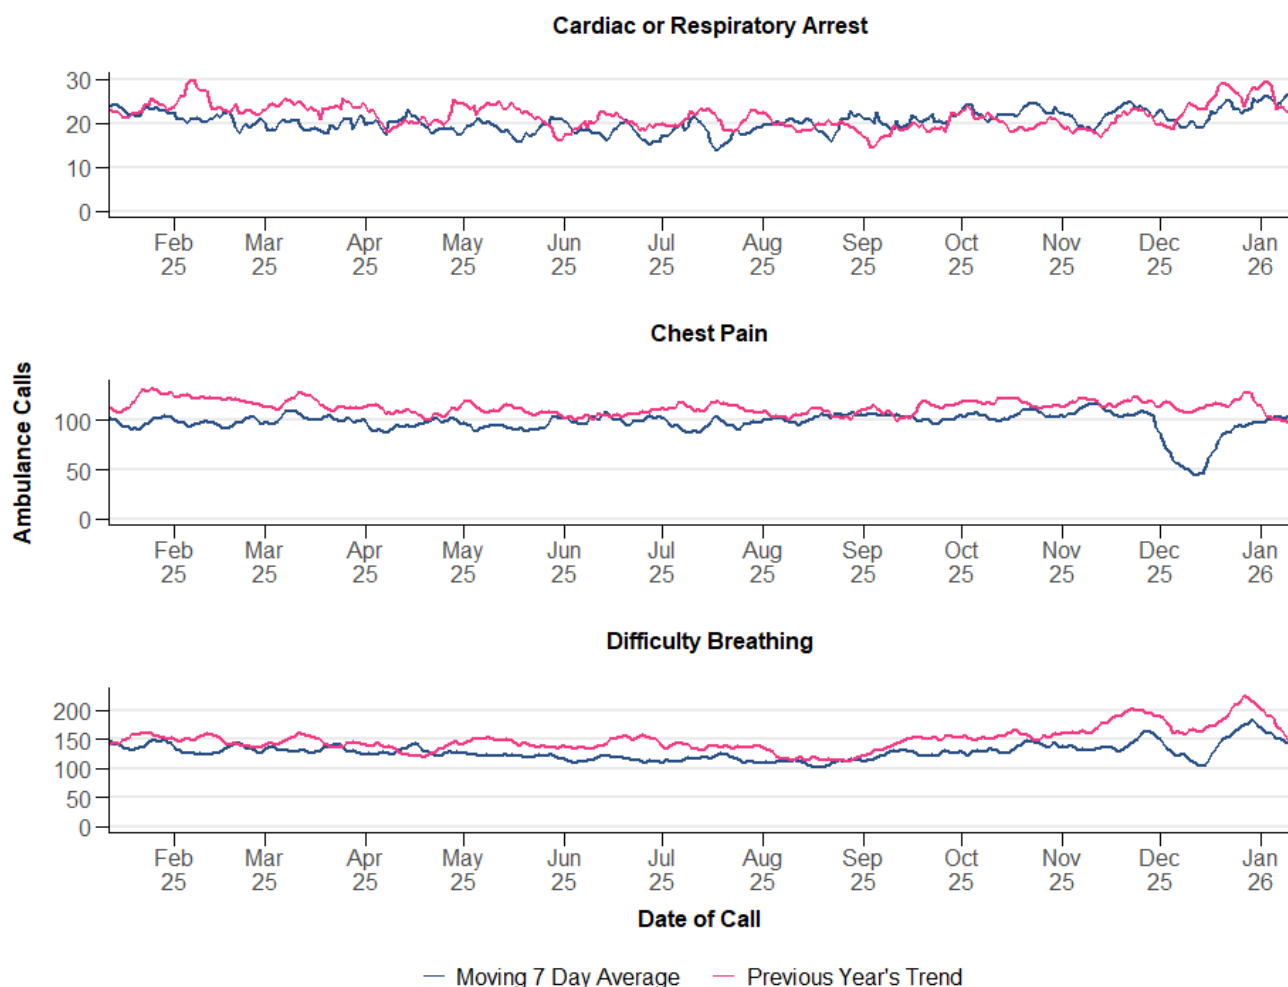 Cardiac or Respiratory Arrest
30
20
10
0
Feb Mar Apr May Jun Jul Aug Sep Oct Nov Dec Jan
25 25 25 25 25 25 25 25 25 25 25 26
Chest Pain
Ambulance Calls
100
50
0
Feb Mar Apr May Jun Jul Aug Sep Oct Nov Dec Jan
25 25 25 25 25 25 25 25 25 25 25 26
Difficulty Breathing
200
150
100
50
0
Feb Mar Apr May Jun Jul Aug Sep Oct Nov Dec Jan
25 25 25 25 25 25 25 25 25 25 25 26
Date of Call
Moving 7 Day Average Previous Year's Trend